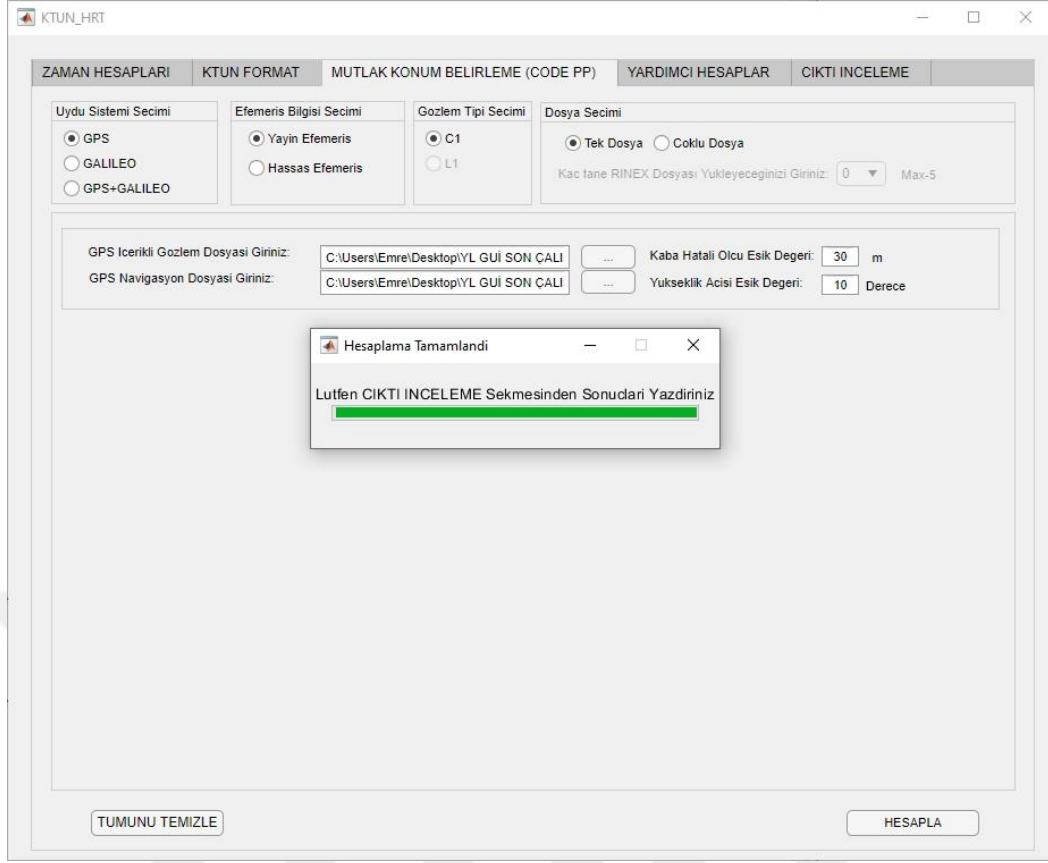 KTUN_HRT
ZAMAN HESAPLARI KTUN FORMAT MUTLAK KONUM BELIRLEME (CODE PP) YARDIMCI HESAPLAR CIKTI INCELEME
Uydu Sistemi Secimi
GPS
GALILEO
GPS+GALILEO
Efemeris Bilgisi Secimi
Yayin Efemeris
Hassas Efemeris
Gozlem Tipi Secimi
C1
L1
Dosya Secimi
Tek Dosya Coklu Dosya
Kac tane RINEX Dosyası Yukleyeceginizi Giriniz: 0 Max-5
GPS Icerikli Gozlem Dosyasi Giriniz: C:\Users\Emre\Desktop\YL GUİ SON ÇALI ... Kaba Hatali Olcu Esik Degeri: 30 m
GPS Navigasyon Dosyasi Giriniz: C:\Users\Emre\Desktop\YL GUİ SON ÇALI ... Yukseklik Acisi Esik Degeri: 10 Derece
Hesaplama Tamamlandi
Lutfen CIKTI INCELEME Sekmesinden Sonuclari Yazdiriniz
TUMUNU TEMIZLE HESAPLA